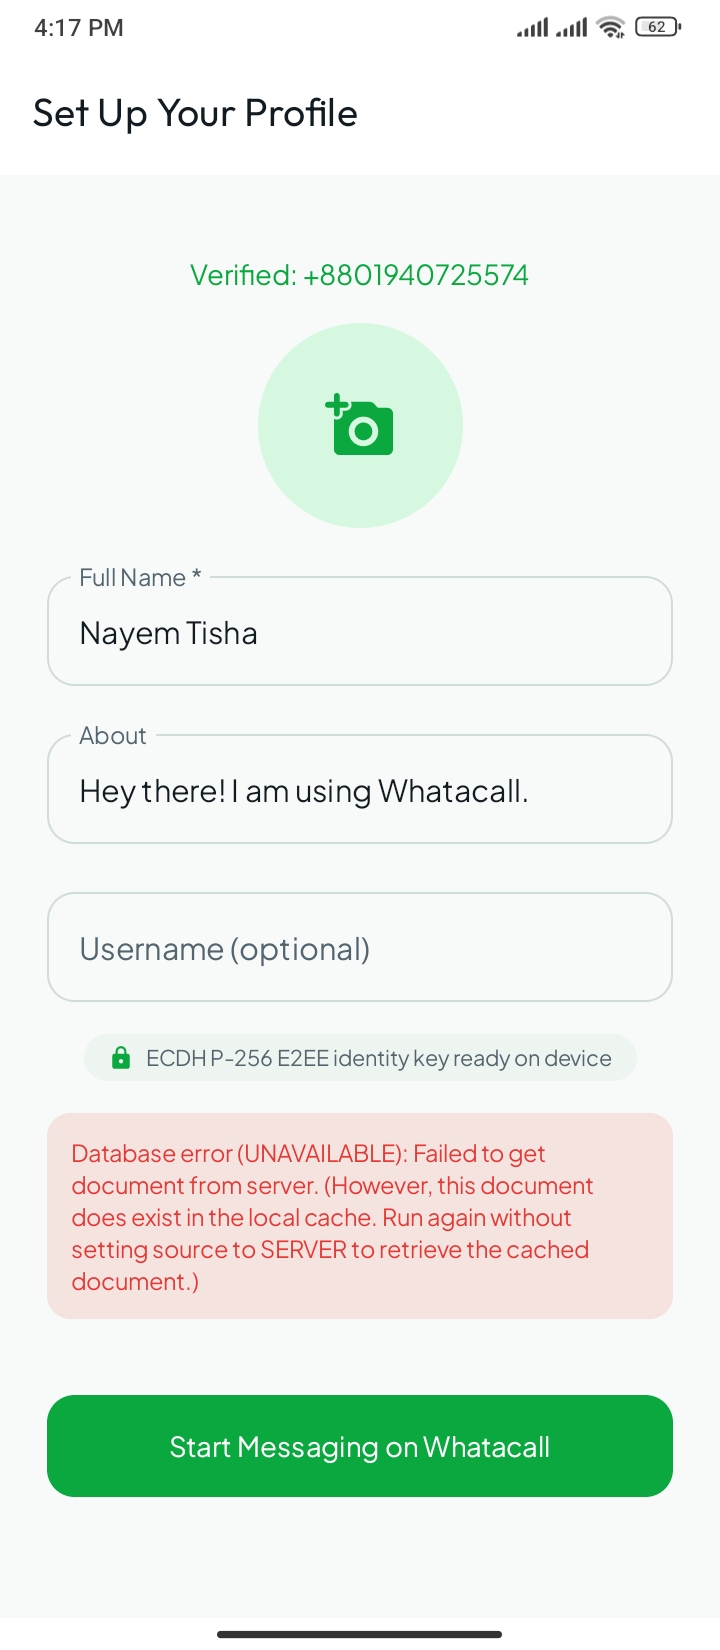 4:17 PM
62
Set Up Your Profile
Verified: +8801940725574
Full Name *
Nayem Tisha
About
Hey there! I am using Whatacall.
Username (optional)
ECDH P-256 E2EE identity key ready on device
Database error (UNAVAILABLE): Failed to get
document from server. (However, this document
does exist in the local cache. Run again without
setting source to SERVER to retrieve the cached
document.)
Start Messaging on Whatacall